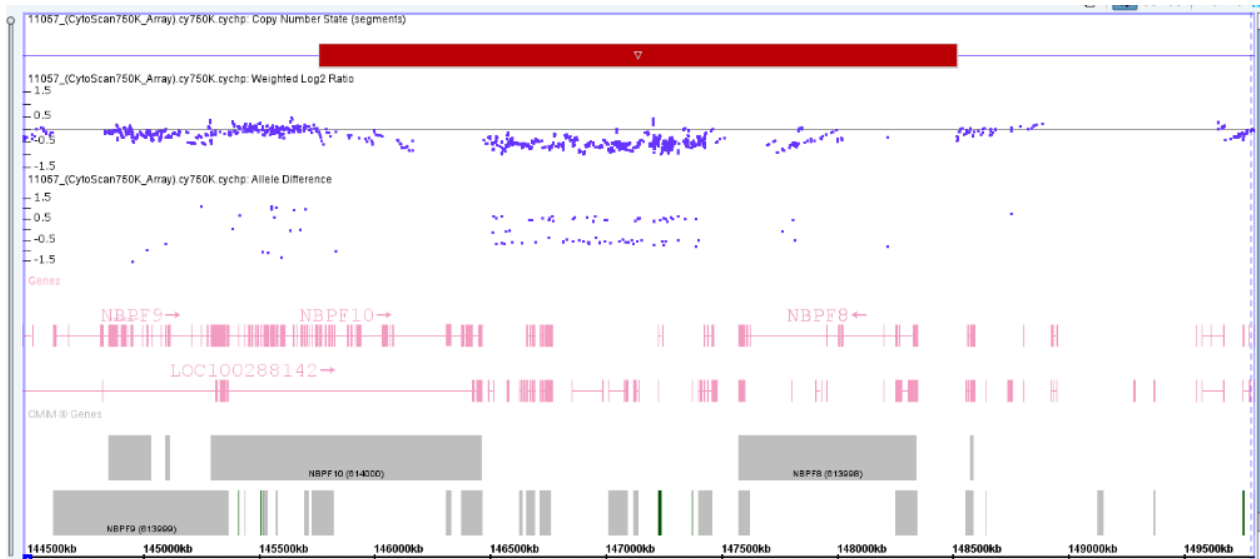 11057_(CytoScan750K_Array).cy750K.cychp: Copy Number State (segments)
11057_(CytoScan750K_Array).cy750K.cychp: Weighted Log2 Ratio
1.5
0.5
-0.5
-1.5
11057_(CytoScan750K_Array).cy750K.cychp: Allele Difference
1.5
0.5
-0.5
-1.5
Genes
NBPF9→ NBPF10→ NBPF8←
LOC100288142→
OMIM ® Genes
NBPF10 (614000) NBPF8 (613998)
NBPF9 (613999)
144500kb 145000kb 145500kb 146000kb 146500kb 147000kb 147500kb 148000kb 148500kb 149000kb 149500kb